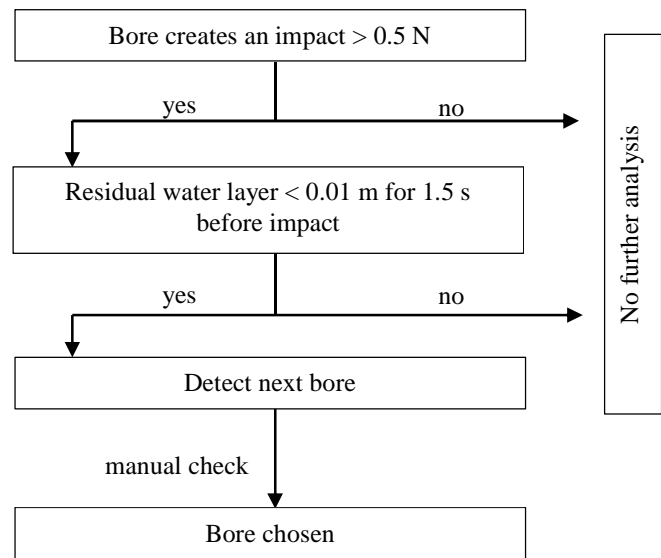 Bore creates an impact > 0.5 N
yes
no
Residual water layer < 0.01 m for 1.5 s
before impact
yes
no
Detect next bore
manual check
Bore chosen
No further analysis